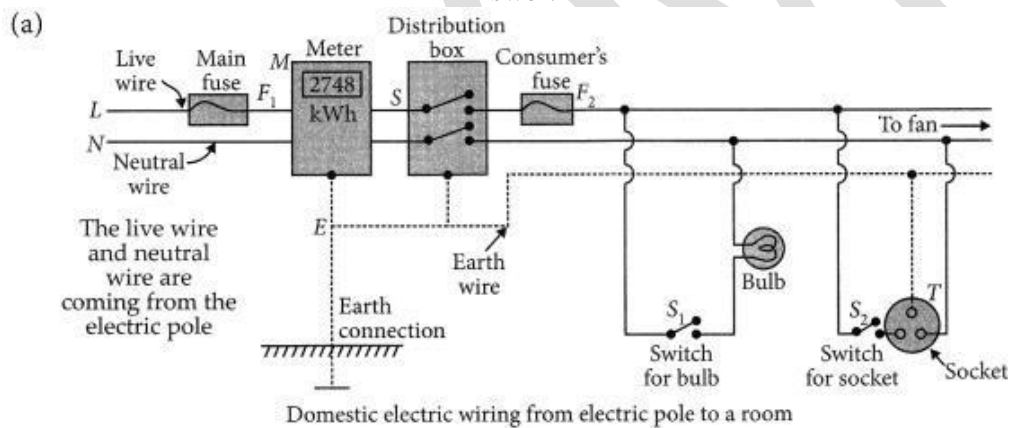 (a)
Live
wire
Main
fuse
F1
M
Meter
2748
kWh
S
Distribution
box
Consumer's
fuse
F2
L
N
Neutral
wire
To fan
The live wire
and neutral
wire are
coming from the
electric pole
E
Earth
wire
Earth
connection
Bulb
S1
Switch
for bulb
S2
T
Switch
for socket
Socket
Domestic electric wiring from electric pole to a room